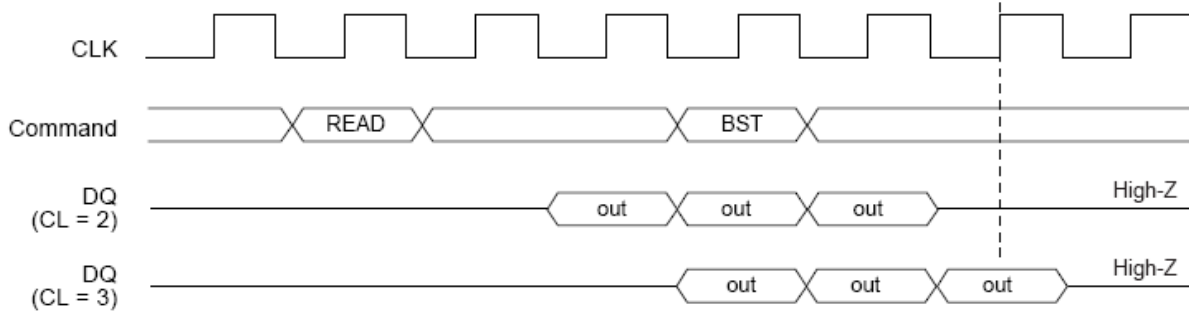 CLK
Command READ BST
DQ
(CL = 2) out out out High-Z
DQ
(CL = 3) out out out High-Z